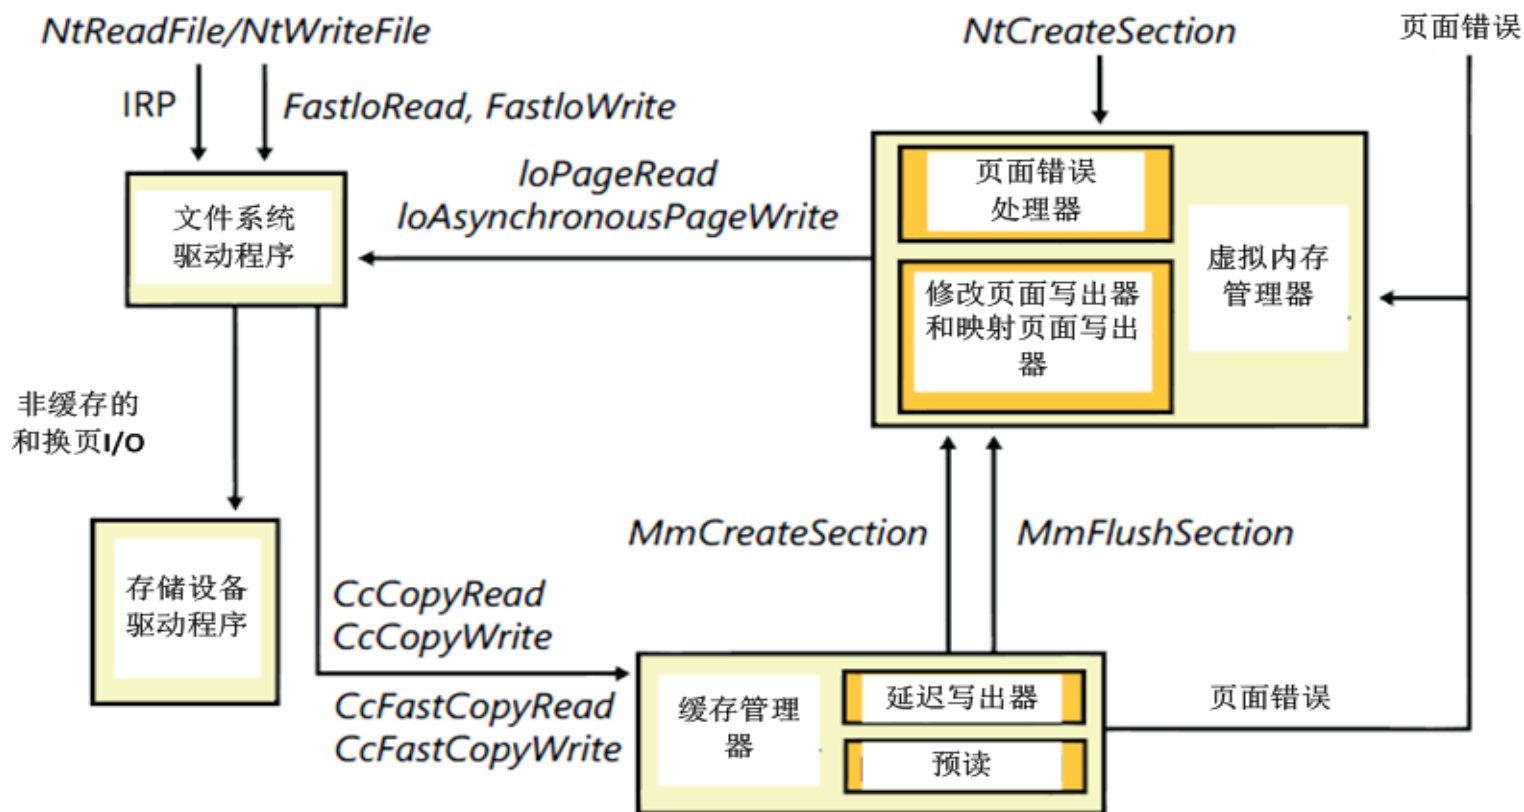 NtReadFile/NtWriteFile
NtCreateSection
页面错误
IRP
FastIoRead, FastIoWrite
IoPageRead
IoAsynchronousPageWrite
文件系统
驱动程序
页面错误
处理器
虚拟内存
管理器
修改页面写出器
和映射页面写出
器
非缓存的
和换页I/O
MmCreateSection
MmFlushSection
存储设备
驱动程序
CcCopyRead
CcCopyWrite
CcFastCopyRead
CcFastCopyWrite
缓存管理
器
延迟写出器
预读
页面错误